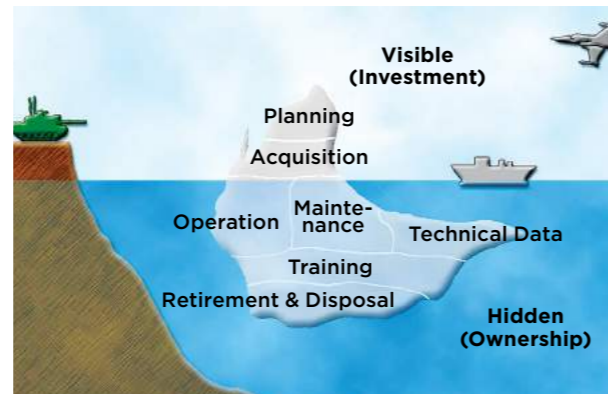 Visible
(Investment)
Planning
Acquisition
Operation
Mainte-
nance
Technical Data
Training
Retirement & Disposal
Hidden
(Ownership)